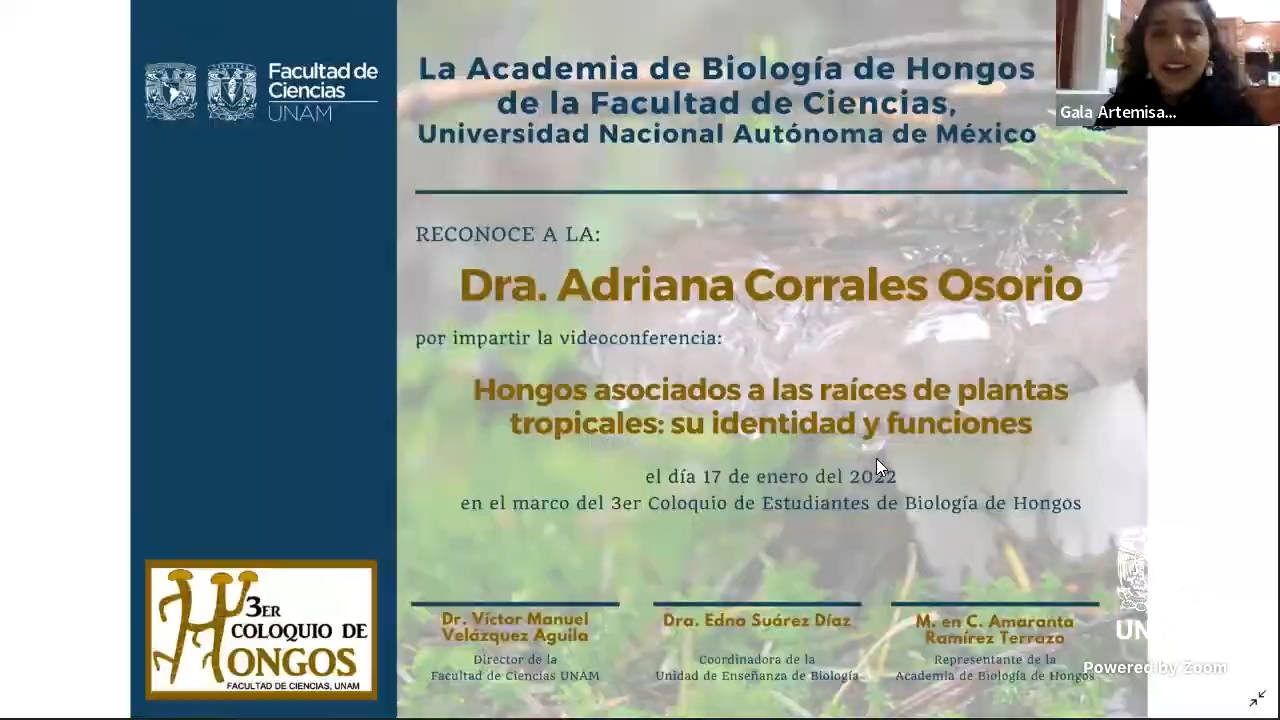 Facultad de
Ciencias
UNAM
La Academia de Biología de Hongos
de la Facultad de Ciencias,
Universidad Nacional Autónoma de México
Gala Artemisa...
RECONOCE A LA:
Dra. Adriana Corrales Osorio
por impartir la videoconferencia:
Hongos asociados a las raíces de plantas
tropicales: su identidad y funciones
el día 17 de enero del 2022
en el marco del 3er Coloquio de Estudiantes de Biología de Hongos
3ER
COLOQUIO DE
HONGOS
FACULTAD DE CIENCIAS, UNAM
Dr. Víctor Manuel
Velázquez Aguila
Director de la
Facultad de Ciencias UNAM
Dra. Edna Suárez Díaz
Coordinadora de la
Unidad de Enseñanza de Biología
M. en C. Amaranta
Ramírez Terrazo
Representante de la
Academia de Biología de Hongos
Powered by Zoom